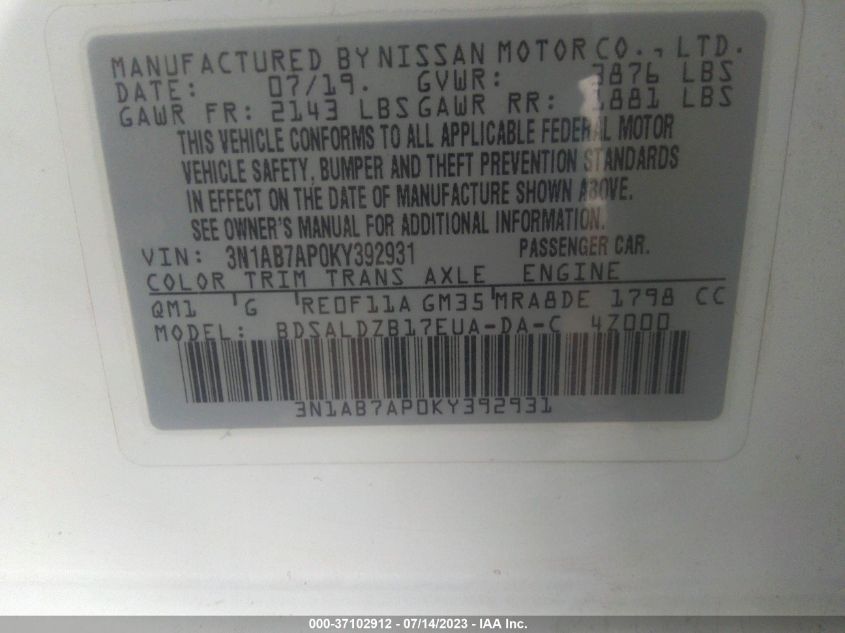 MANUFACTURED BY NISSAN MOTOR CO., LTD.
DATE: 07/19. GVWR: 3876 LBS
GAWR FR: 2143 LBS GAWR RR: 1881 LBS
THIS VEHICLE CONFORMS TO ALL APPLICABLE FEDERAL MOTOR
VEHICLE SAFETY, BUMPER AND THEFT PREVENTION STANDARDS
IN EFFECT ON THE DATE OF MANUFACTURE SHOWN ABOVE.
SEE OWNER'S MANUAL FOR ADDITIONAL INFORMATION.
VIN: 3N1AB7AP0KY392931 PASSENGER CAR.
COLOR TRIM TRANS AXLE ENGINE
QM1 G RE0F11A GM35 MRA8DE 1798 CC
MODEL: BDSALDZB17EUA-DA-C 4Z000
3N1AB7AP0KY392931
000-37102912 - 07/14/2023 - IAA Inc.